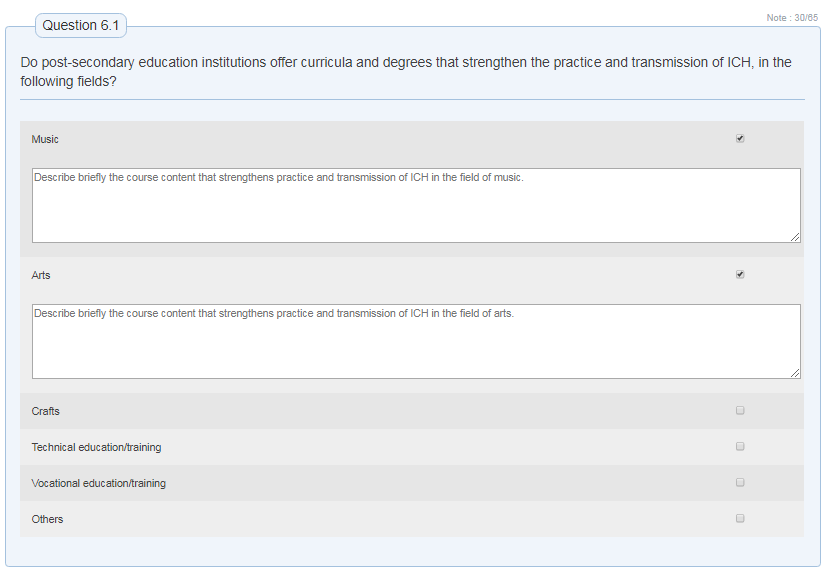 Note : 30/65
Question 6.1
Do post-secondary education institutions offer curricula and degrees that strengthen the practice and transmission of ICH, in the
following fields?
Music
Describe briefly the course content that strengthens practice and transmission of ICH in the field of music.
Arts
Describe briefly the course content that strengthens practice and transmission of ICH in the field of arts.
Crafts
Technical education/training
Vocational education/training
Others